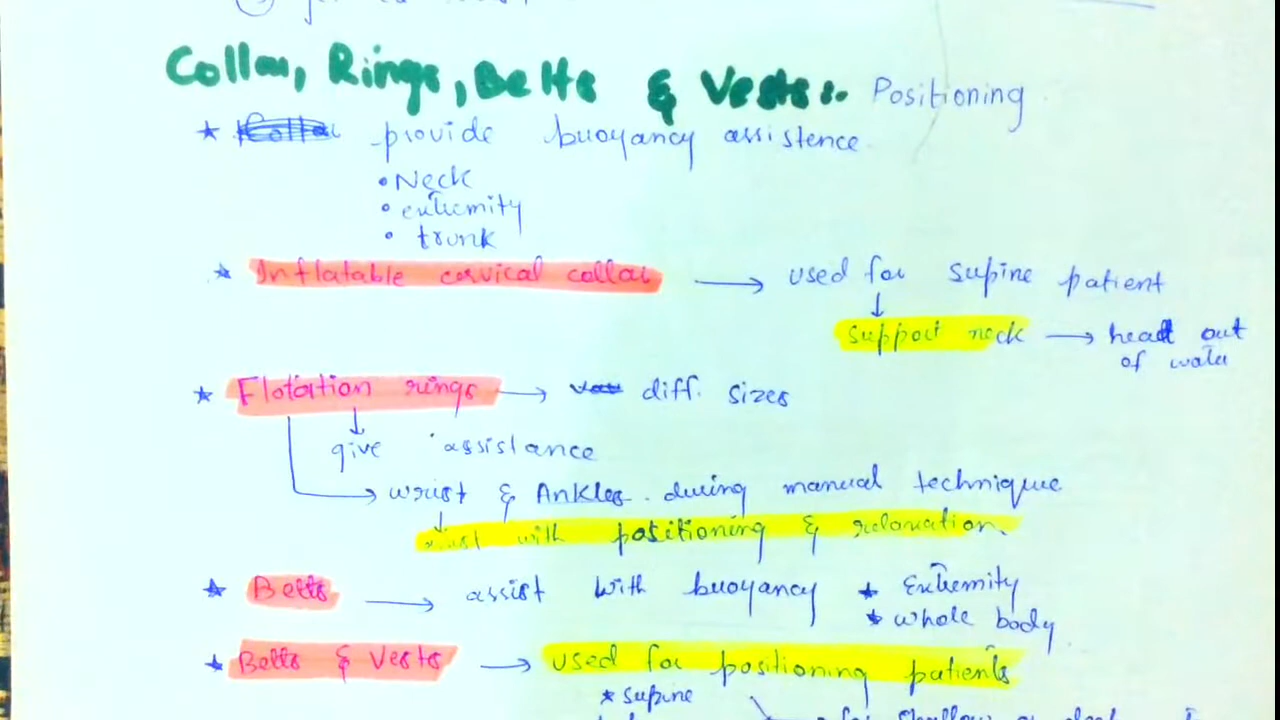 Collar, Rings, Belts & Vests:- Positioning
★ provide buoyancy assistence
• Neck
• extremity
• trunk
★ Inflatable cervical collar → used for supine patient
↓
support neck → head out
of water
★ Flotation rings → diff. sizes
↓
give assistance
→ wrist & Ankles. during manual technique
↓
assist with positioning & relaxation
★ Belts → assist with buoyancy ★ Extremity
★ whole body
★ Belts & Vests → used for positioning patients
★ supine